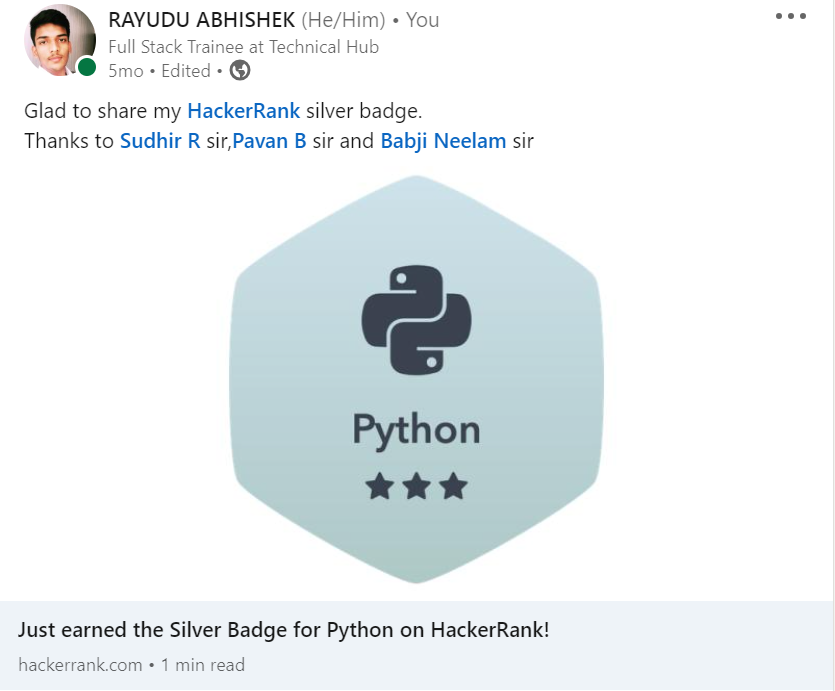 RAYUDU ABHISHEK (He/Him) • You
Full Stack Trainee at Technical Hub
5mo • Edited •
Glad to share my HackerRank silver badge.
Thanks to Sudhir R sir,Pavan B sir and Babji Neelam sir
Python
Just earned the Silver Badge for Python on HackerRank!
hackerrank.com • 1 min read